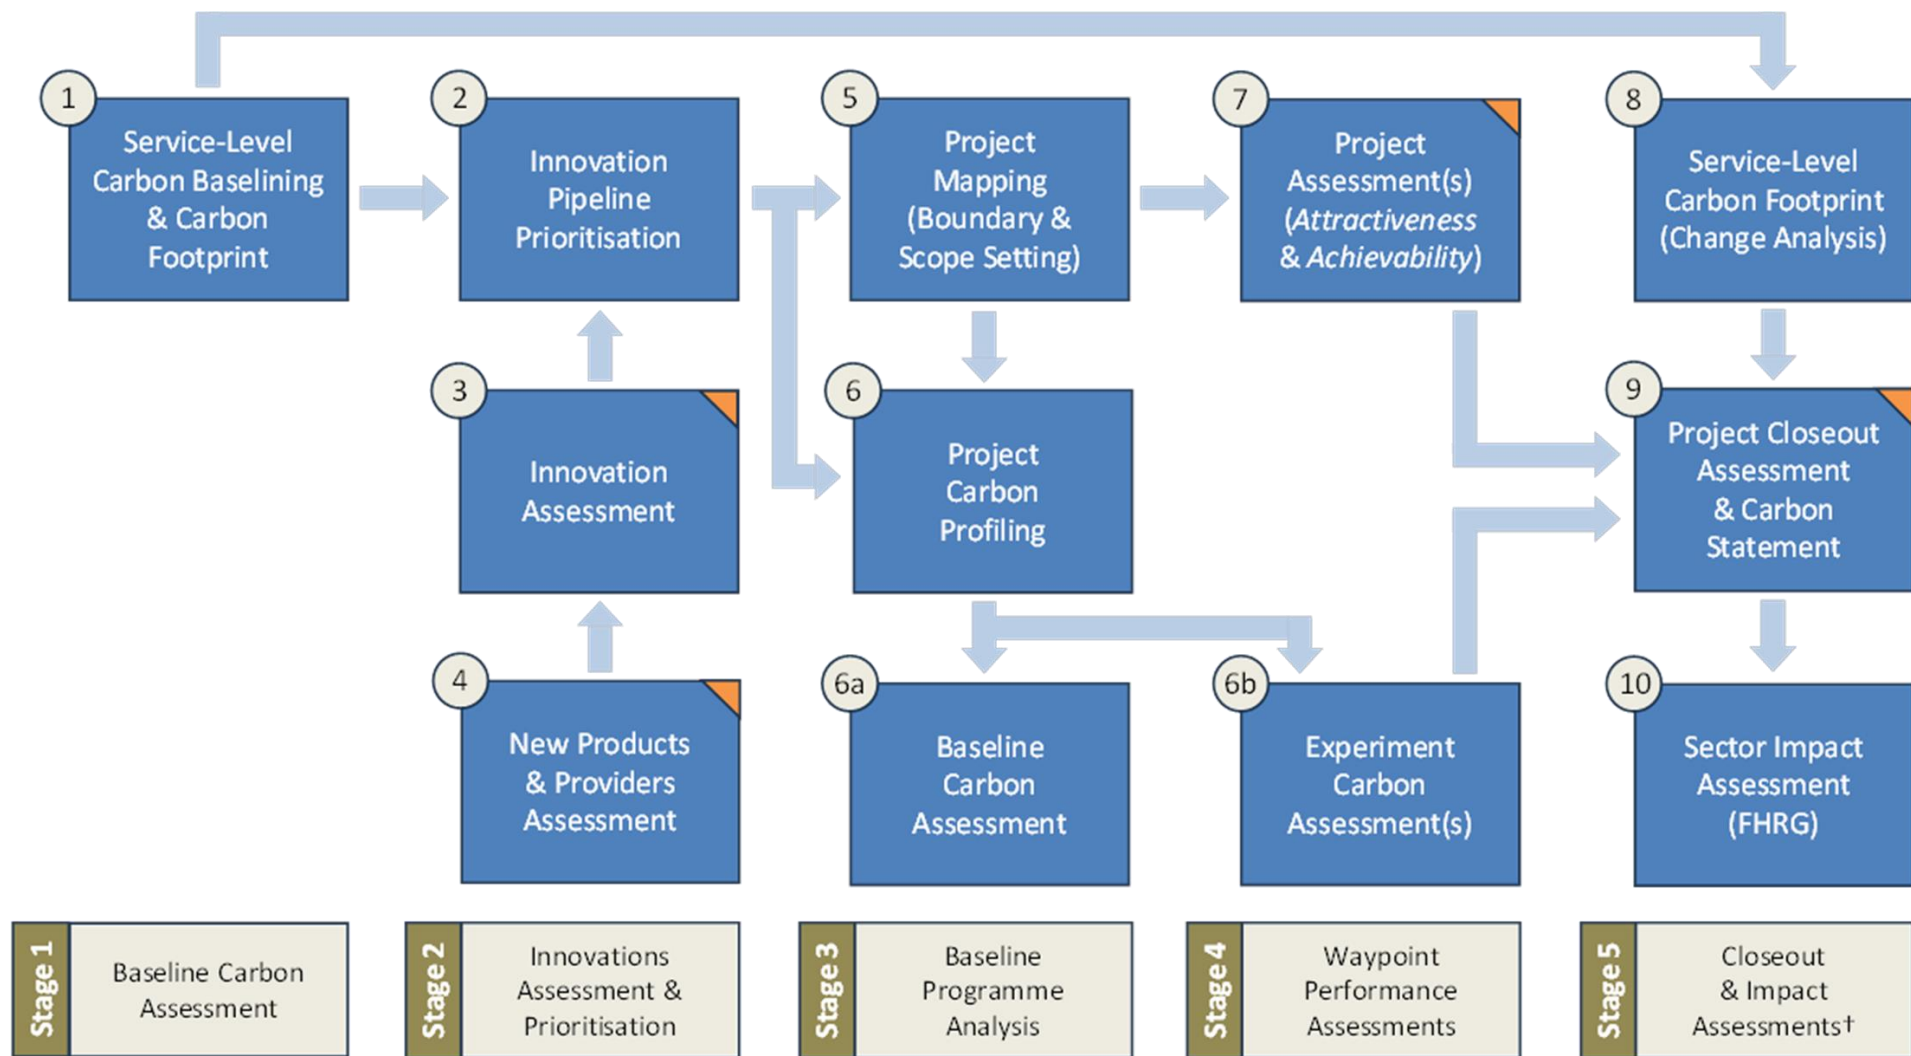 1
Service-Level
Carbon Baselining
& Carbon
Footprint
2
Innovation
Pipeline
Prioritisation
5
Project
Mapping
(Boundary &
Scope Setting)
7
Project
Assessment(s)
(Attractiveness
& Achievability)
8
Service-Level
Carbon Footprint
(Change Analysis)
3
Innovation
Assessment
6
Project
Carbon
Profiling
9
Project Closeout
Assessment
& Carbon
Statement
4
New Products
& Providers
Assessment
6a
Baseline
Carbon
Assessment
6b
Experiment
Carbon
Assessment(s)
10
Sector Impact
Assessment
(FHRG)
Stage 1
Baseline Carbon
Assessment
Stage 2
Innovations
Assessment &
Prioritisation
Stage 3
Baseline
Programme
Analysis
Stage 4
Waypoint
Performance
Assessments
Stage 5
Closeout
& Impact
Assessments†